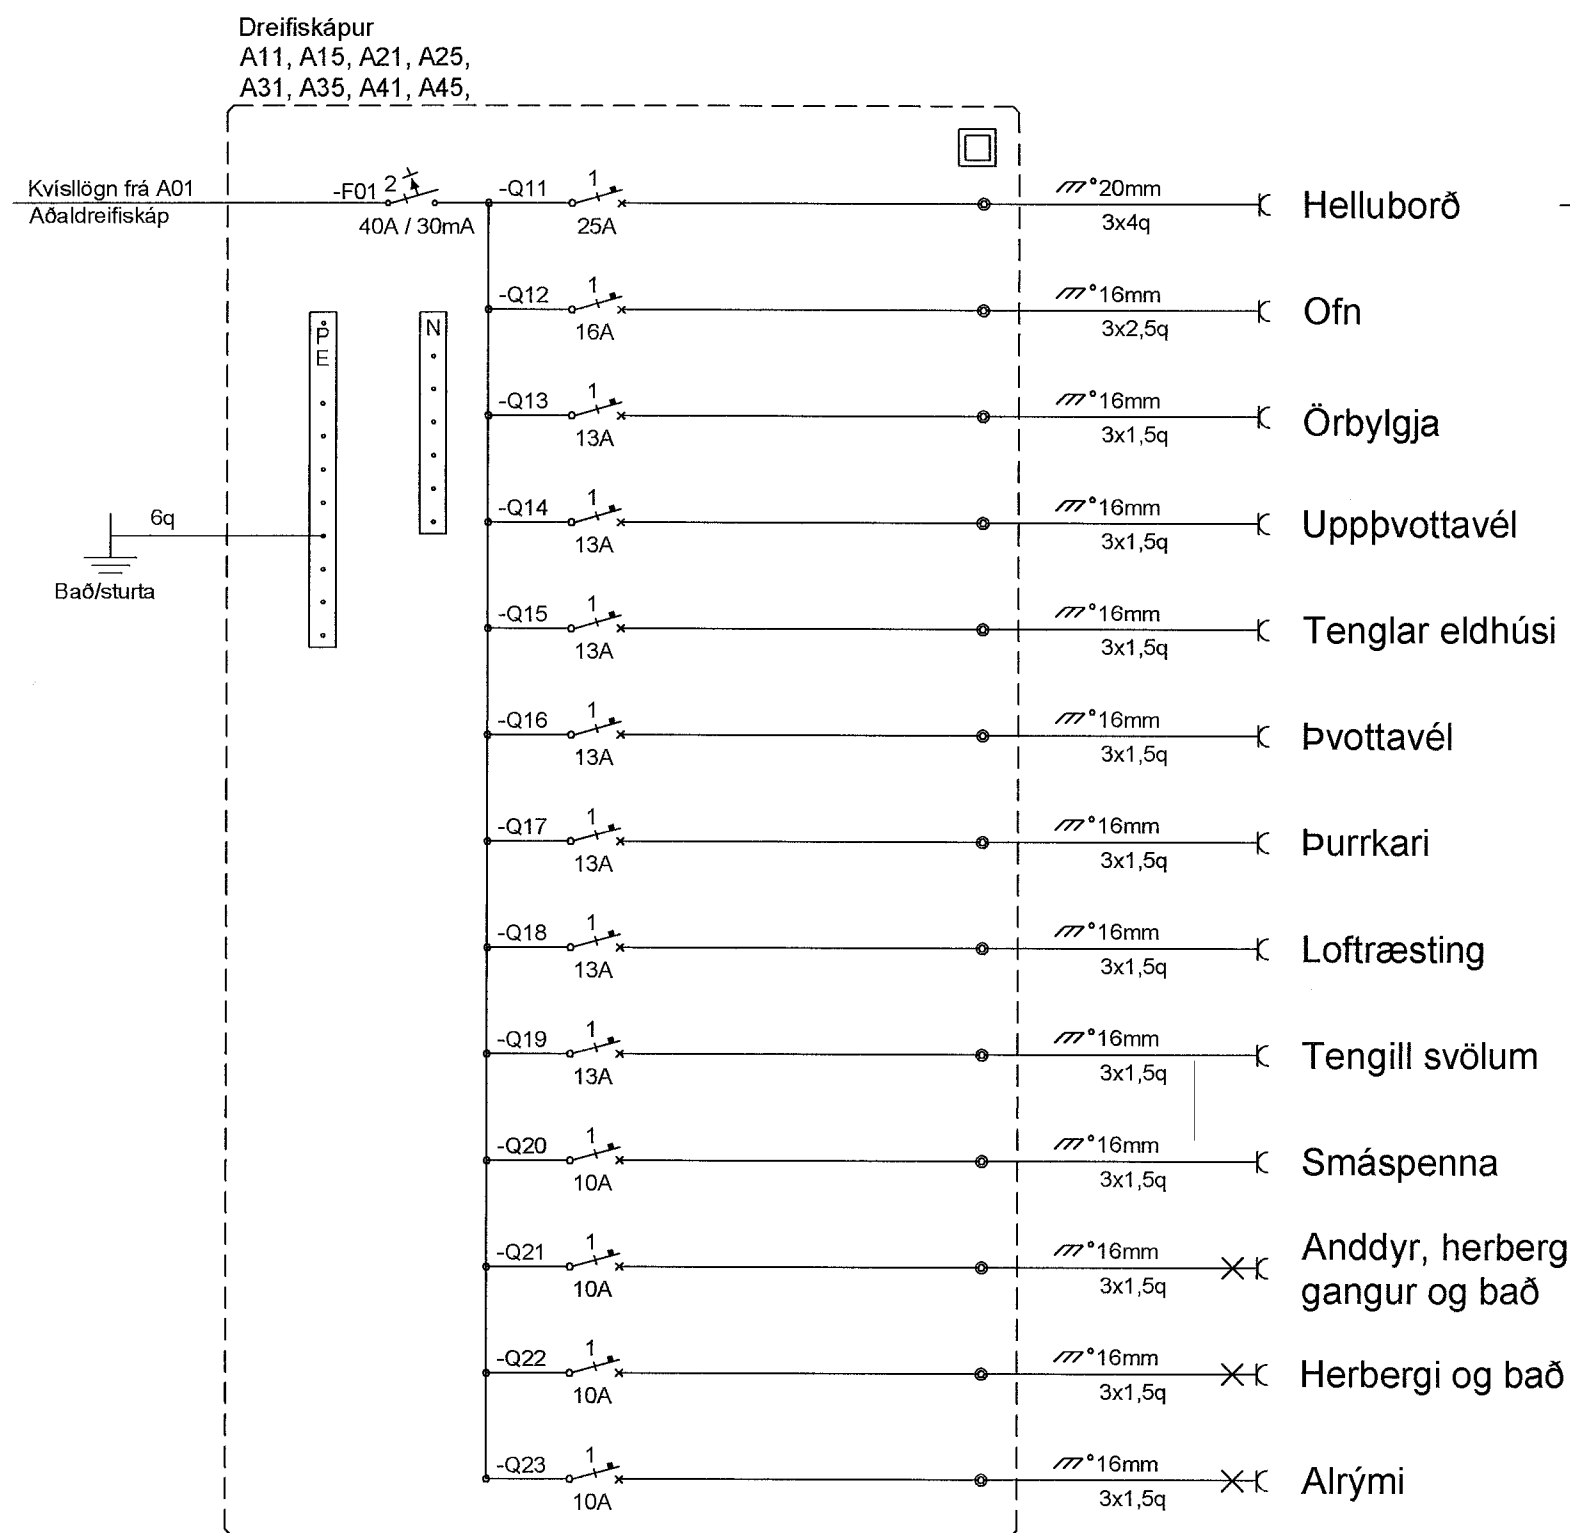 Dreifiskápur
A11, A15, A21, A25,
A31, A35, A41, A45,
Kvísllögn frá A01
Aðaldreifiskáp
-F01 2
40A / 30mA
-Q11 1
25A
20mm
3x4q
Helluborð
-Q12 1
16A
16mm
3x2,5q
Ofn
PE
N
-Q13 1
13A
16mm
3x1,5q
Örbylgja
-Q14 1
13A
16mm
3x1,5q
Uppþvottavél
6q
Bað/sturta
-Q15 1
13A
16mm
3x1,5q
Tenglar eldhúsi
-Q16 1
13A
16mm
3x1,5q
Þvottavél
-Q17 1
13A
16mm
3x1,5q
Þurrkari
-Q18 1
13A
16mm
3x1,5q
Loftræsting
-Q19 1
13A
16mm
3x1,5q
Tengill svölum
-Q20 1
10A
16mm
3x1,5q
Smáspenna
-Q21 1
10A
16mm
3x1,5q
Anddyr, herberg
gangur og bað
-Q22 1
10A
16mm
3x1,5q
Herbergi og bað
-Q23 1
10A
16mm
3x1,5q
Alrými